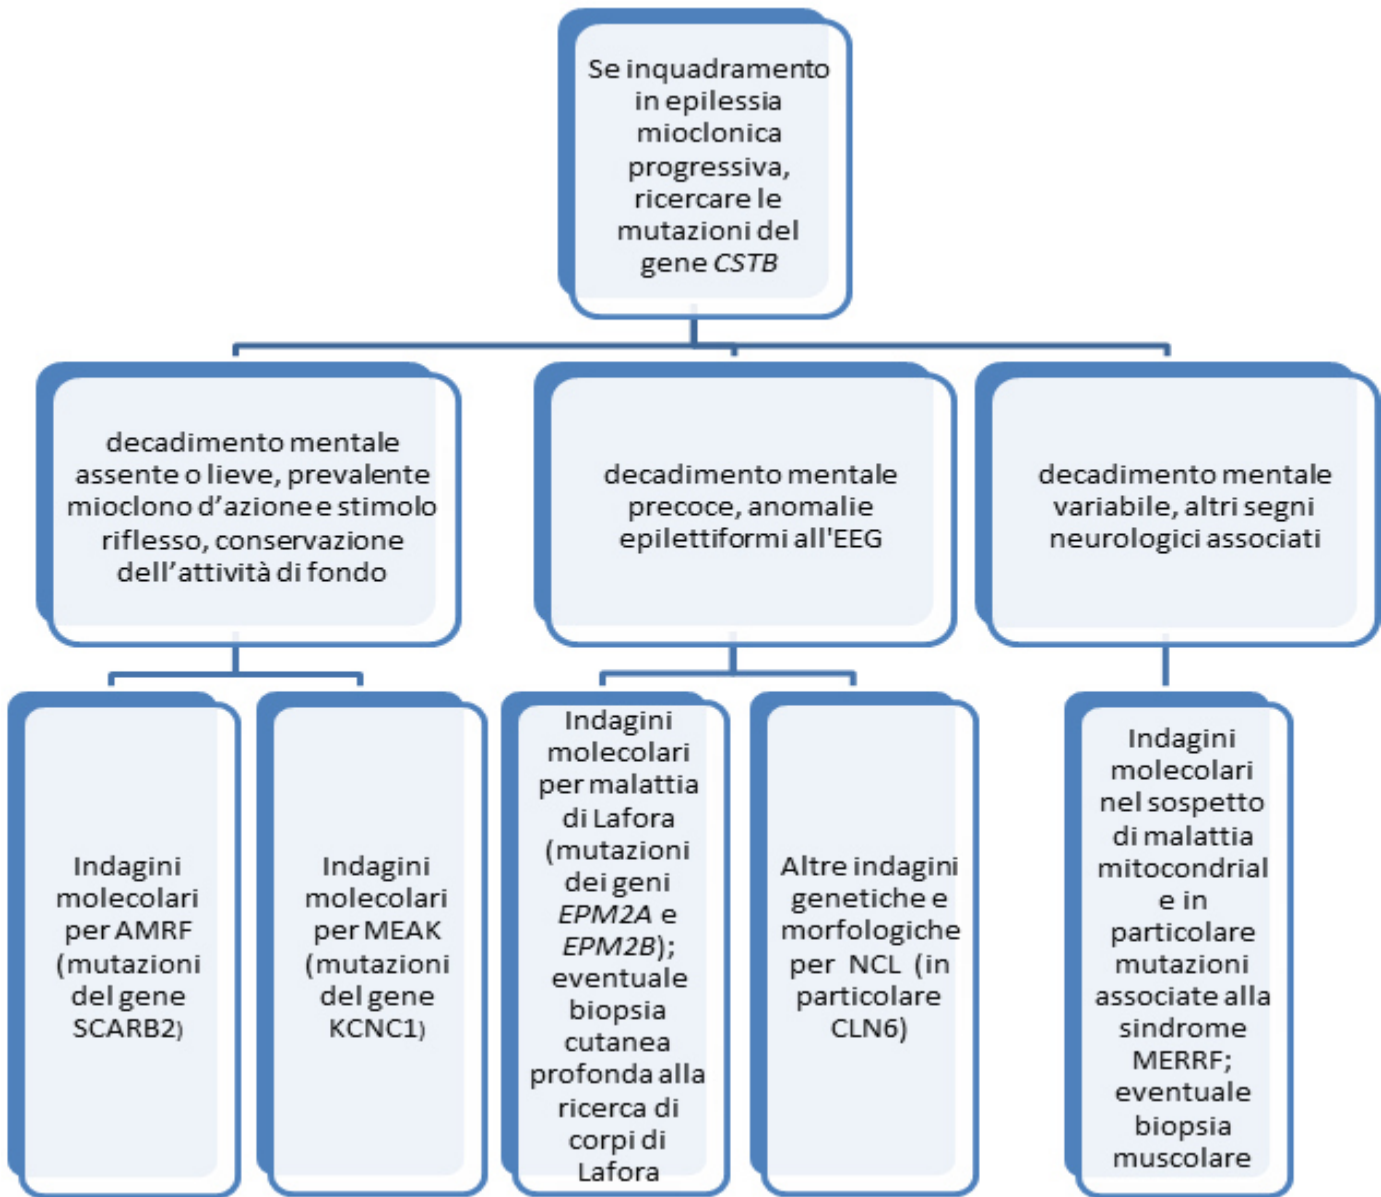 Se inquadramento
in epilessia
mioclonica
progressiva,
ricercare le
mutazioni del
gene CSTB
decadimento mentale
assente o lieve, prevalente
mioclono d'azione e stimolo
riflesso, conservazione
dell'attività di fondo
decadimento mentale
precoce, anomalie
epilettiformi all'EEG
decadimento mentale
variabile, altri segni
neurologici associati
Indagini
molecolari
per AMRF
(mutazioni
del gene
SCARB2)
Indagini
molecolari
per MEAK
(mutazioni
del gene
KCNC1)
Indagini
molecolari
per malattia
di Lafora
(mutazioni
dei geni
EPM2A e
EPM2B);
eventuale
biopsia
cutanea
profonda alla
ricerca di
corpi di
Lafora
Altre indagini
genetiche e
morfologiche
per NCL (in
particolare
CLN6)
Indagini
molecolari
nel sospetto
di malattia
mitocondrial
e in
particolare
mutazioni
associate alla
sindrome
MERRF;
eventuale
biopsia
muscolare